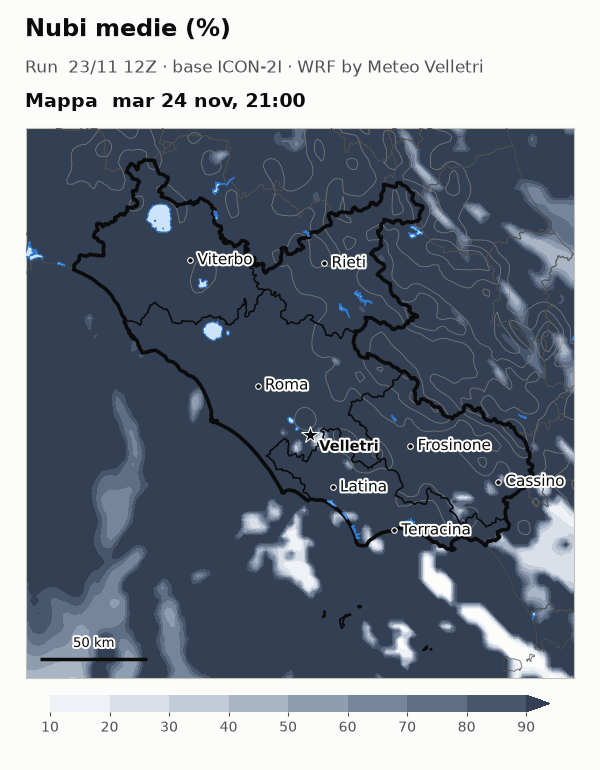 Nubi medie (%)
Run  23/11 12Z · base ICON-2I · WRF by Meteo Velletri
Mappa  mar 24 nov, 21:00
Viterbo
Rieti
Roma
Velletri
Frosinone
Cassino
Latina
Terracina
50 km
10 20 30 40 50 60 70 80 90